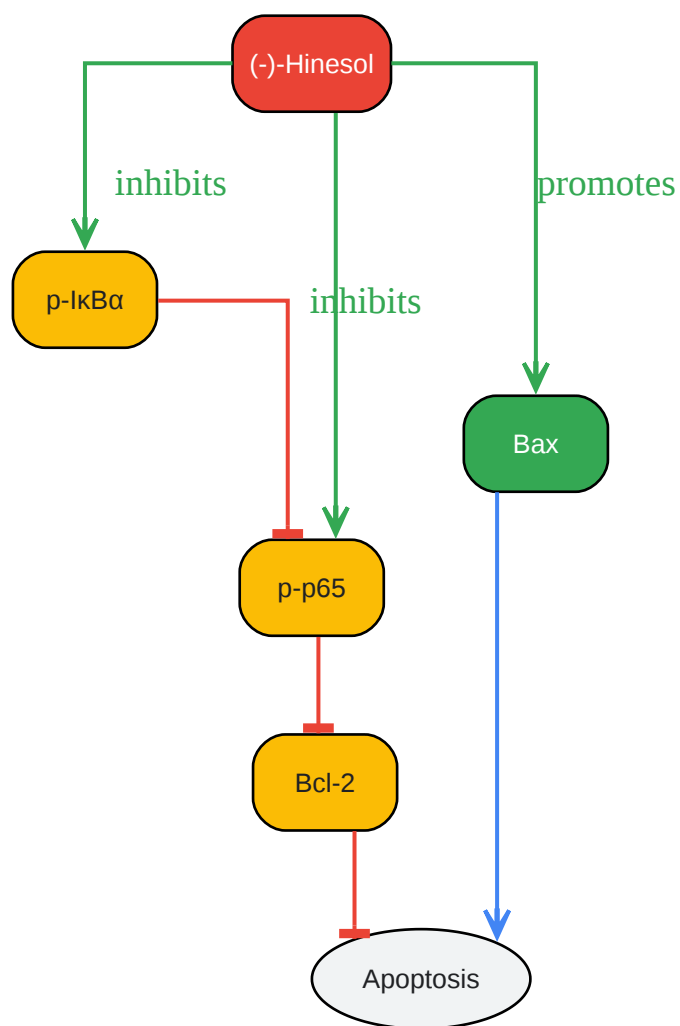 (-)-Hinesol
inhibits
promotes
p-IκBα
inhibits
Bax
p-p65
Bcl-2
Apoptosis